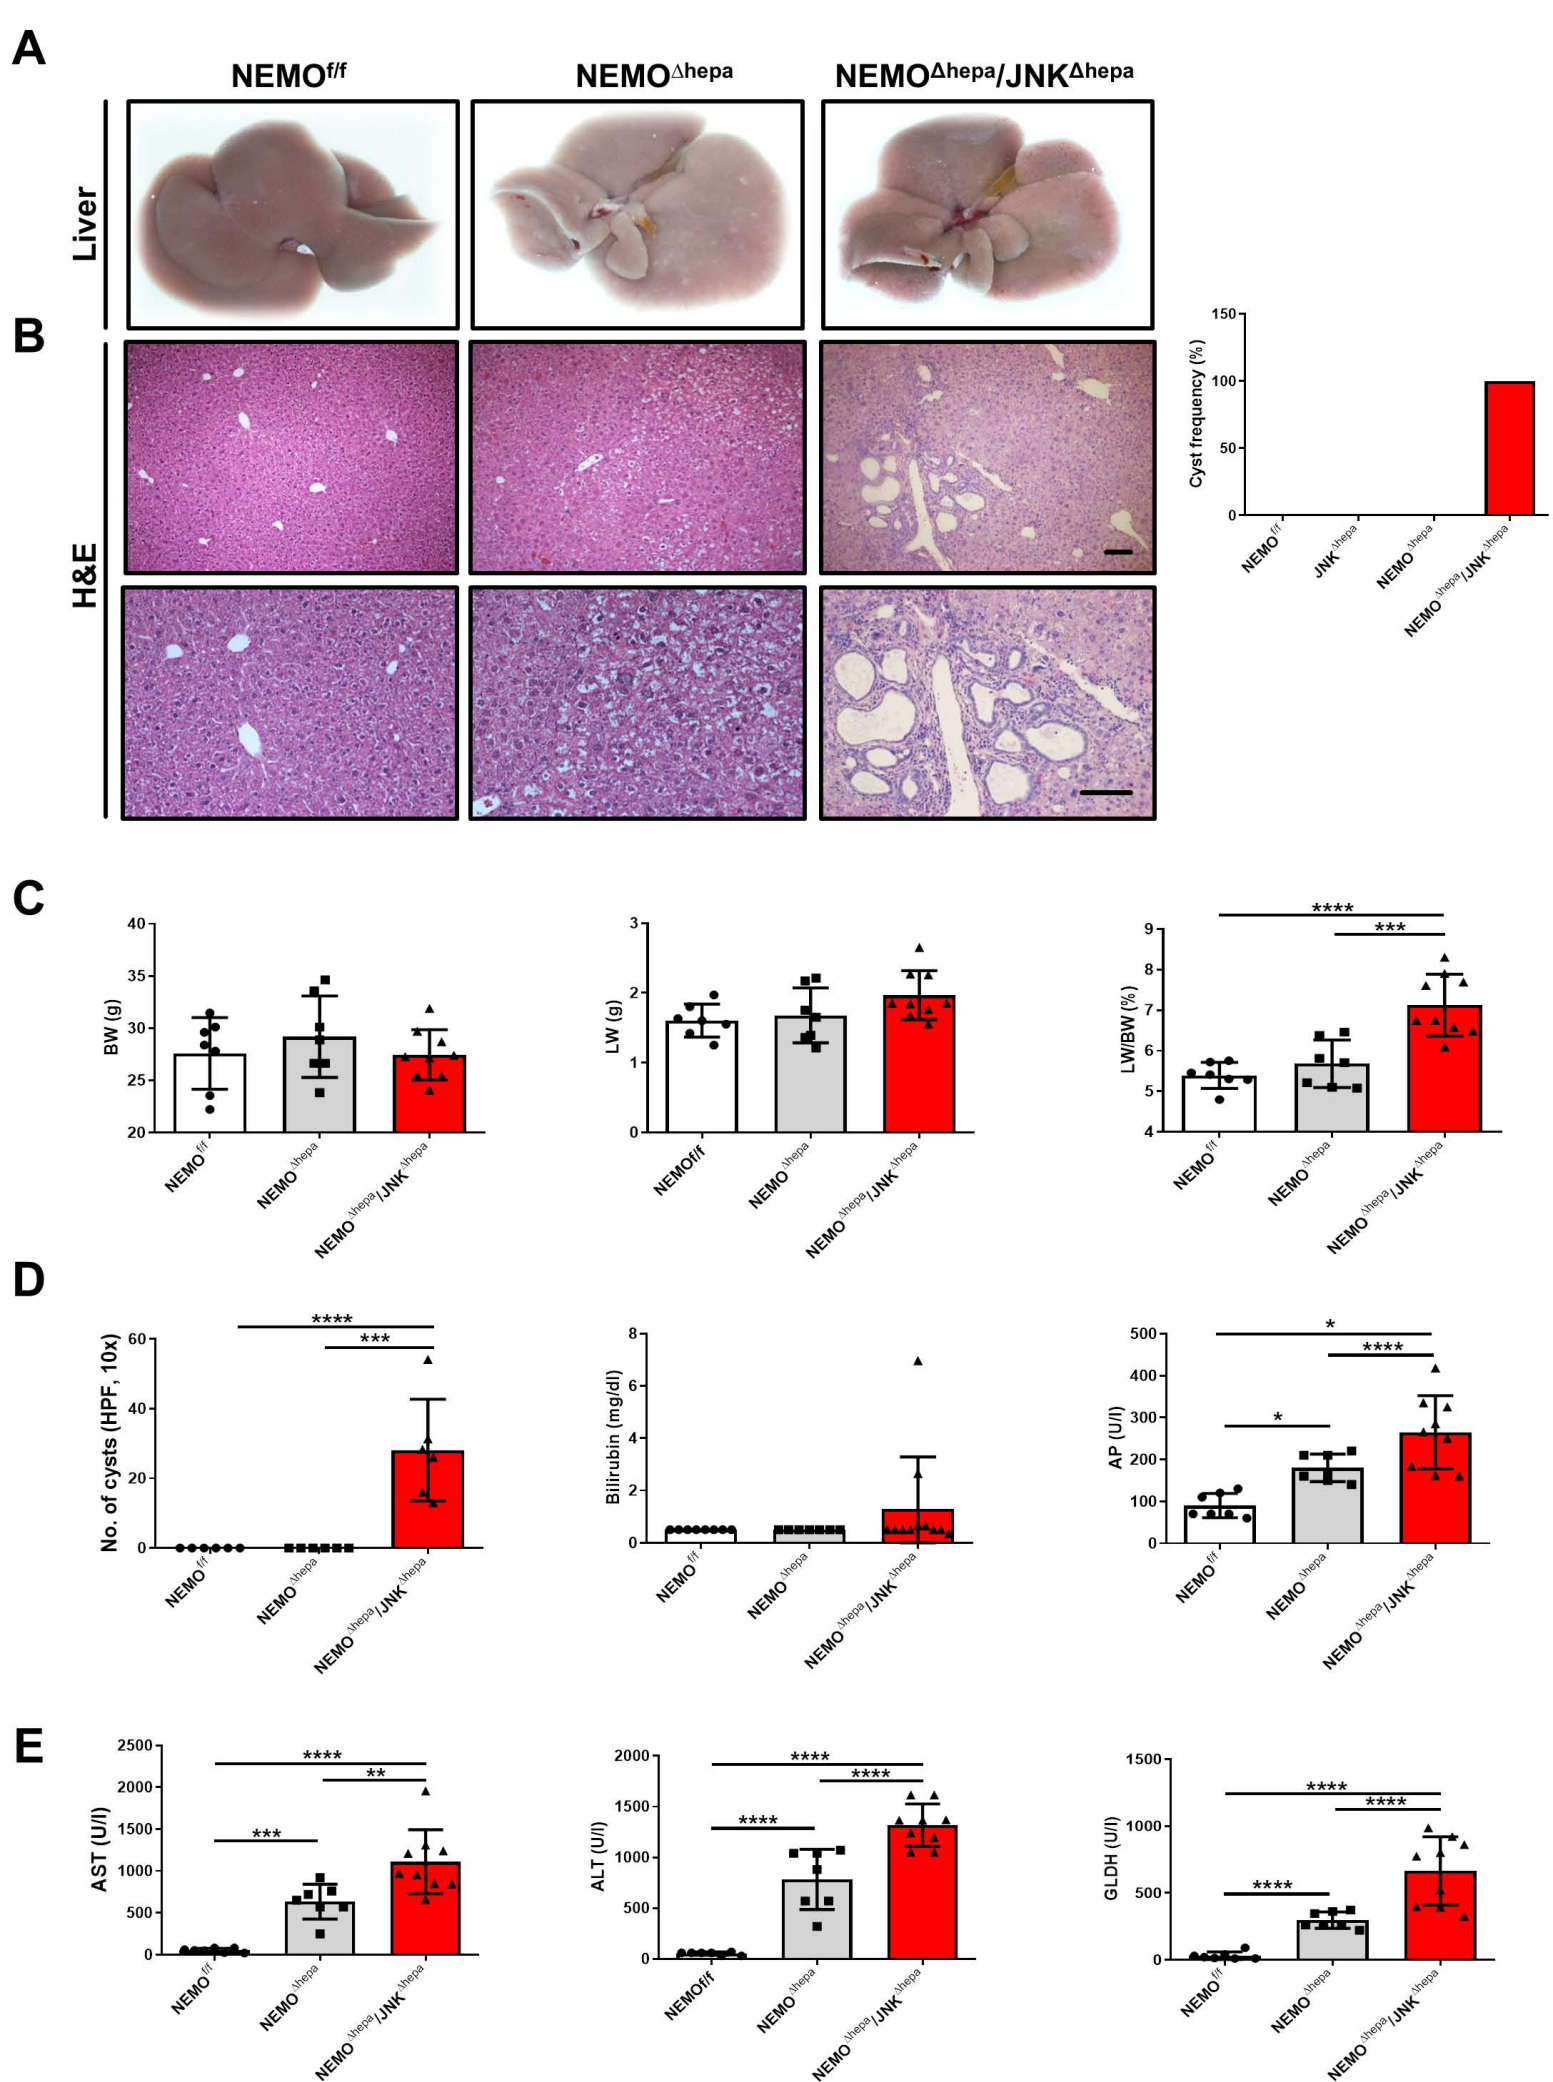 A
NEMOf/f
NEMOΔhepa
NEMOΔhepa/JNKΔhepa
Liver
B
H&E
Cyst frequency (%)
150
100
50
0
NEMOf/f
JNKΔhepa
NEMOΔhepa
NEMOΔhepa/JNKΔhepa
C
BW (g)
40
35
30
25
20
NEMOf/f
NEMOΔhepa
NEMOΔhepa/JNKΔhepa
LW (g)
3
2
1
0
NEMOf/f
NEMOΔhepa
NEMOΔhepa/JNKΔhepa
****
***
LW/BW (%)
9
8
7
6
5
4
NEMOf/f
NEMOΔhepa
NEMOΔhepa/JNKΔhepa
D
****
***
No. of cysts (HPF, 10x)
60
40
20
0
NEMOf/f
NEMOΔhepa
NEMOΔhepa/JNKΔhepa
Bilirubin (mg/dl)
8
6
4
2
0
NEMOf/f
NEMOΔhepa
NEMOΔhepa/JNKΔhepa
*
****
*
AP (U/l)
500
400
300
200
100
0
NEMOf/f
NEMOΔhepa
NEMOΔhepa/JNKΔhepa
E
****
**
***
AST (U/l)
2500
2000
1500
1000
500
0
NEMOf/f
NEMOΔhepa
NEMOΔhepa/JNKΔhepa
****
****
****
ALT (U/l)
2000
1500
1000
500
0
NEMOf/f
NEMOΔhepa
NEMOΔhepa/JNKΔhepa
****
****
****
GLDH (U/l)
1500
1000
500
0
NEMOf/f
NEMOΔhepa
NEMOΔhepa/JNKΔhepa